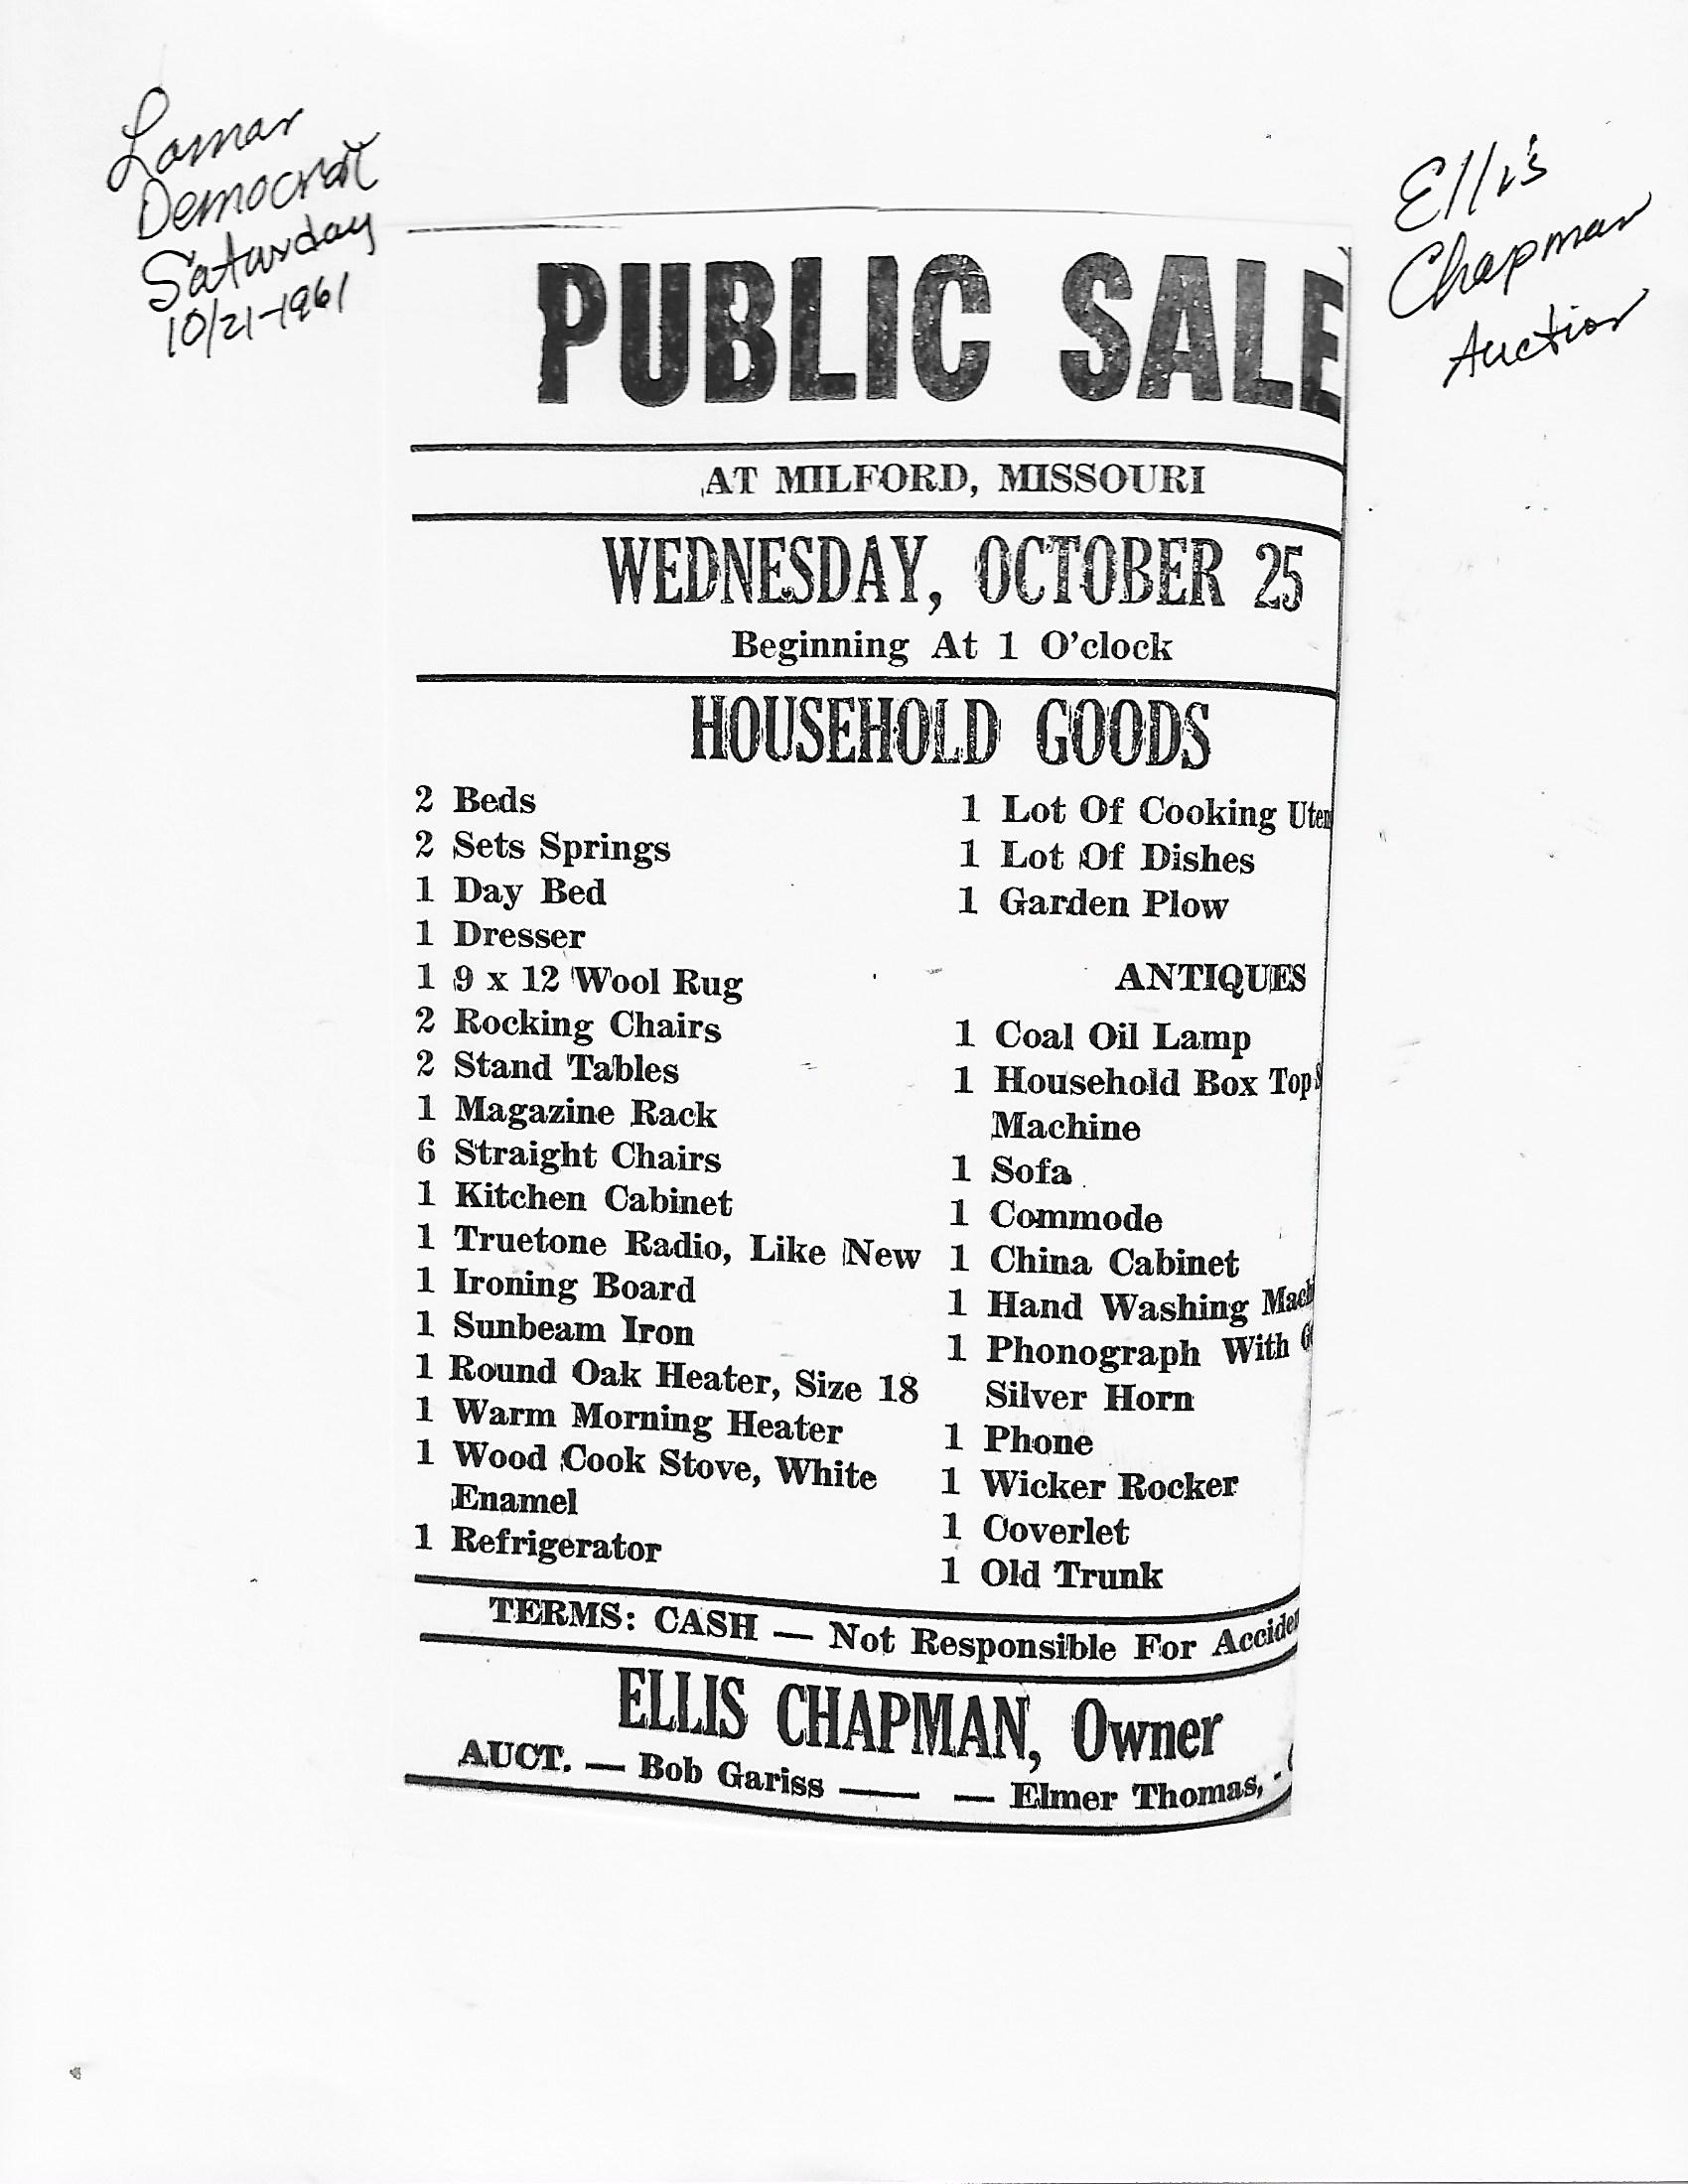 Lamar
Democrat
Saturday
10/21-1961
Ellis
Chapman
Auction
PUBLIC SALE
AT MILFORD, MISSOURI
WEDNESDAY, OCTOBER 25
Beginning At 1 O'clock
HOUSEHOLD GOODS
2 Beds
2 Sets Springs
1 Day Bed
1 Dresser
1 9 x 12 Wool Rug
2 Rocking Chairs
2 Stand Tables
1 Magazine Rack
6 Straight Chairs
1 Kitchen Cabinet
1 Truetone Radio, Like New
1 Ironing Board
1 Sunbeam Iron
1 Round Oak Heater, Size 18
1 Warm Morning Heater
1 Wood Cook Stove, White
Enamel
1 Refrigerator
1 Lot Of Cooking
1 Lot Of Dishes
1 Garden Plow
ANTIQUES
1 Coal Oil Lamp
1 Household Box Top
Machine
1 Sofa
1 Commode
1 China Cabinet
1 Hand Washing
1 Phonograph With
Silver Horn
1 Phone
1 Wicker Rocker
1 Coverlet
1 Old Trunk
TERMS: CASH — Not Responsible For
ELLIS CHAPMAN, Owner
AUCT. — Bob Gariss — — Elmer Thomas,